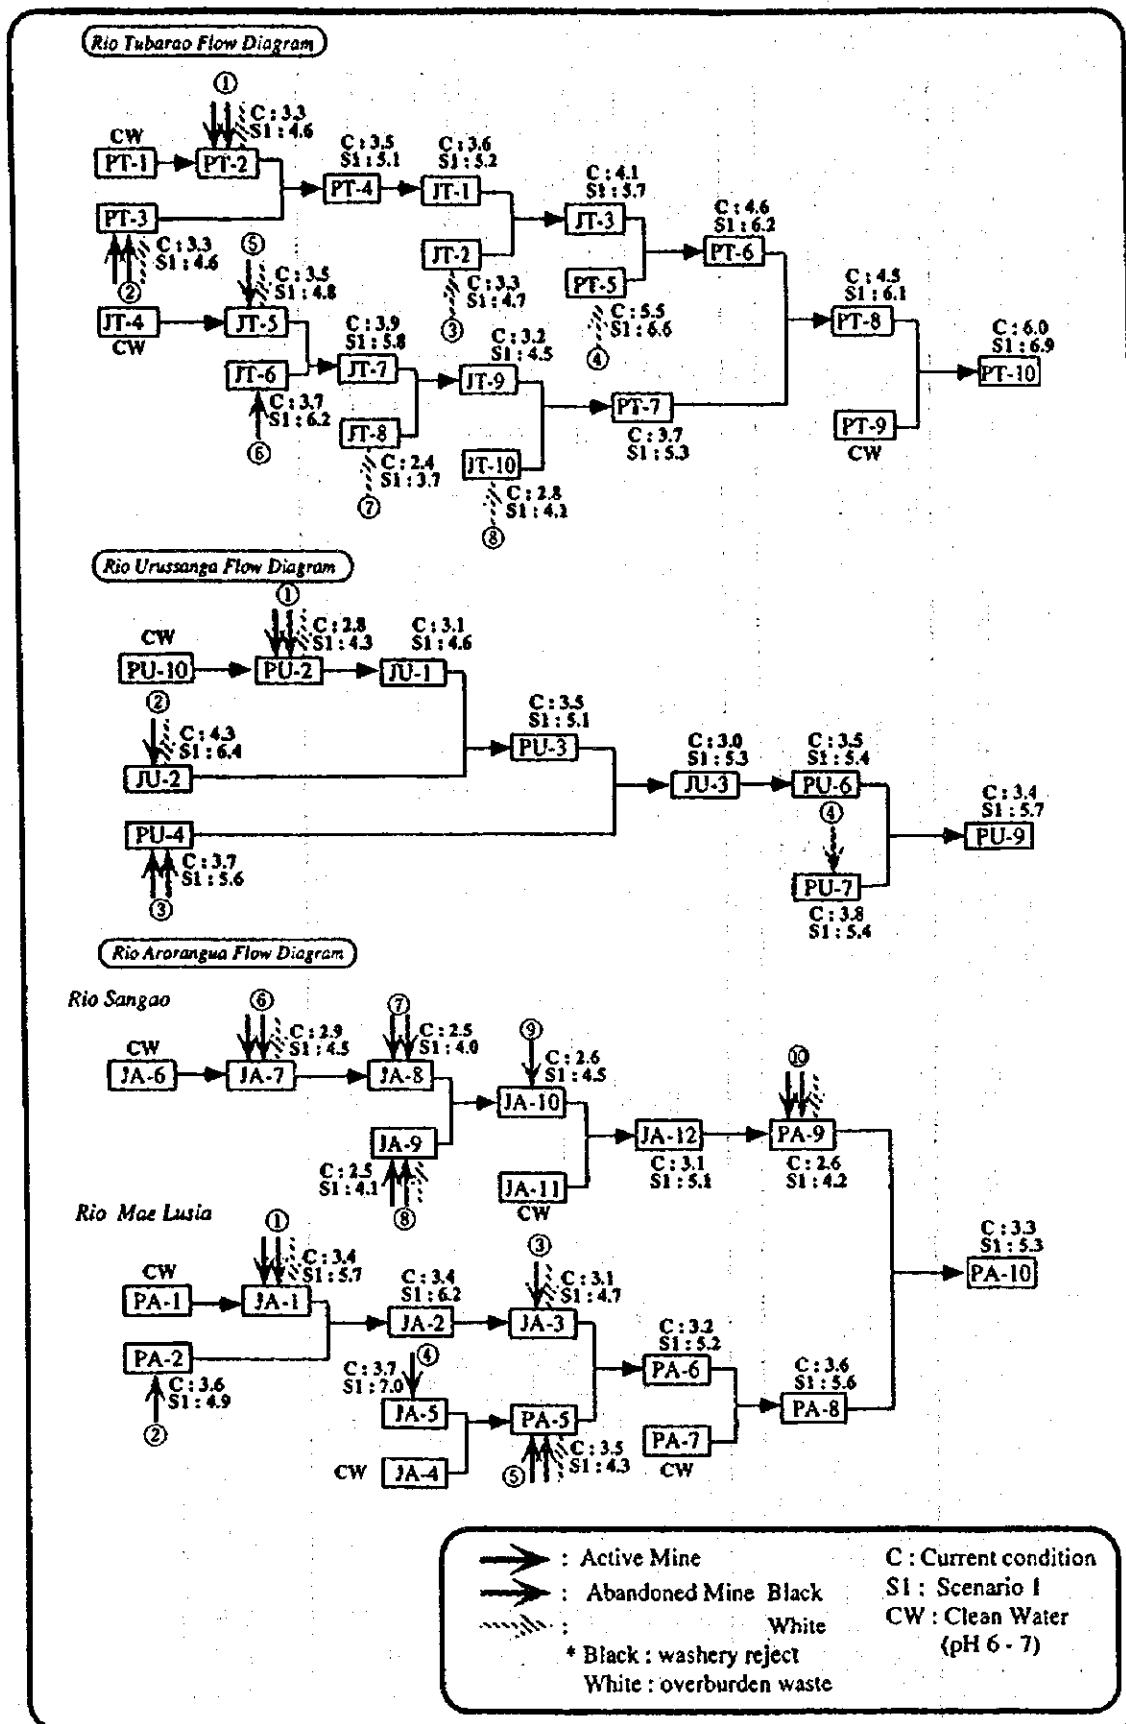 Rio Tubarao Flow Diagram
①
C : 3.3
S1 : 4.6
CW
PT-1
PT-2
C : 3.5
S1 : 5.1
PT-4
C : 3.6
S1 : 5.2
JT-1
PT-3
C : 3.3
S1 : 4.6
②
JT-2
C : 3.3
S1 : 4.7
③
C : 4.1
S1 : 5.7
JT-3
PT-5
C : 5.5
S1 : 6.6
④
C : 4.6
S1 : 6.2
PT-6
⑤
C : 3.5
S1 : 4.8
JT-4
CW
JT-5
JT-6
C : 3.7
S1 : 6.2
⑥
C : 3.9
S1 : 5.8
JT-7
JT-8
C : 2.4
S1 : 3.7
⑦
C : 3.2
S1 : 4.5
JT-9
JT-10
C : 2.8
S1 : 4.2
⑧
PT-7
C : 3.7
S1 : 5.3
C : 4.5
S1 : 6.1
PT-8
PT-9
CW
C : 6.0
S1 : 6.9
PT-10
Rio Urussanga Flow Diagram
①
C : 2.8
S1 : 4.3
CW
PU-10
PU-2
C : 3.1
S1 : 4.6
JU-1
②
C : 4.3
S1 : 6.4
JU-2
C : 3.5
S1 : 5.1
PU-3
PU-4
C : 3.7
S1 : 5.6
③
C : 3.0
S1 : 5.3
JU-3
C : 3.5
S1 : 5.4
PU-6
④
PU-7
C : 3.8
S1 : 5.4
C : 3.4
S1 : 5.7
PU-9
Rio Arorangua Flow Diagram
Rio Sangao
⑥
C : 2.9
S1 : 4.5
CW
JA-6
JA-7
⑦
C : 2.5
S1 : 4.0
JA-8
JA-9
C : 2.5
S1 : 4.1
⑧
⑨
C : 2.6
S1 : 4.5
JA-10
JA-11
CW
JA-12
C : 3.1
S1 : 5.1
⑩
PA-9
C : 2.6
S1 : 4.2
Rio Mae Lusia
①
C : 3.4
S1 : 5.7
CW
PA-1
JA-1
PA-2
C : 3.6
S1 : 4.9
②
C : 3.4
S1 : 6.2
JA-2
③
C : 3.1
S1 : 4.7
JA-3
④
C : 3.7
S1 : 7.0
JA-5
CW
JA-4
PA-5
C : 3.5
S1 : 4.3
⑤
C : 3.2
S1 : 5.2
PA-6
PA-7
CW
C : 3.6
S1 : 5.6
PA-8
C : 3.3
S1 : 5.3
PA-10
: Active Mine
: Abandoned Mine Black
: White
* Black : washery reject
White : overburden waste
C : Current condition
S1 : Scenario 1
CW : Clean Water
(pH 6 - 7)